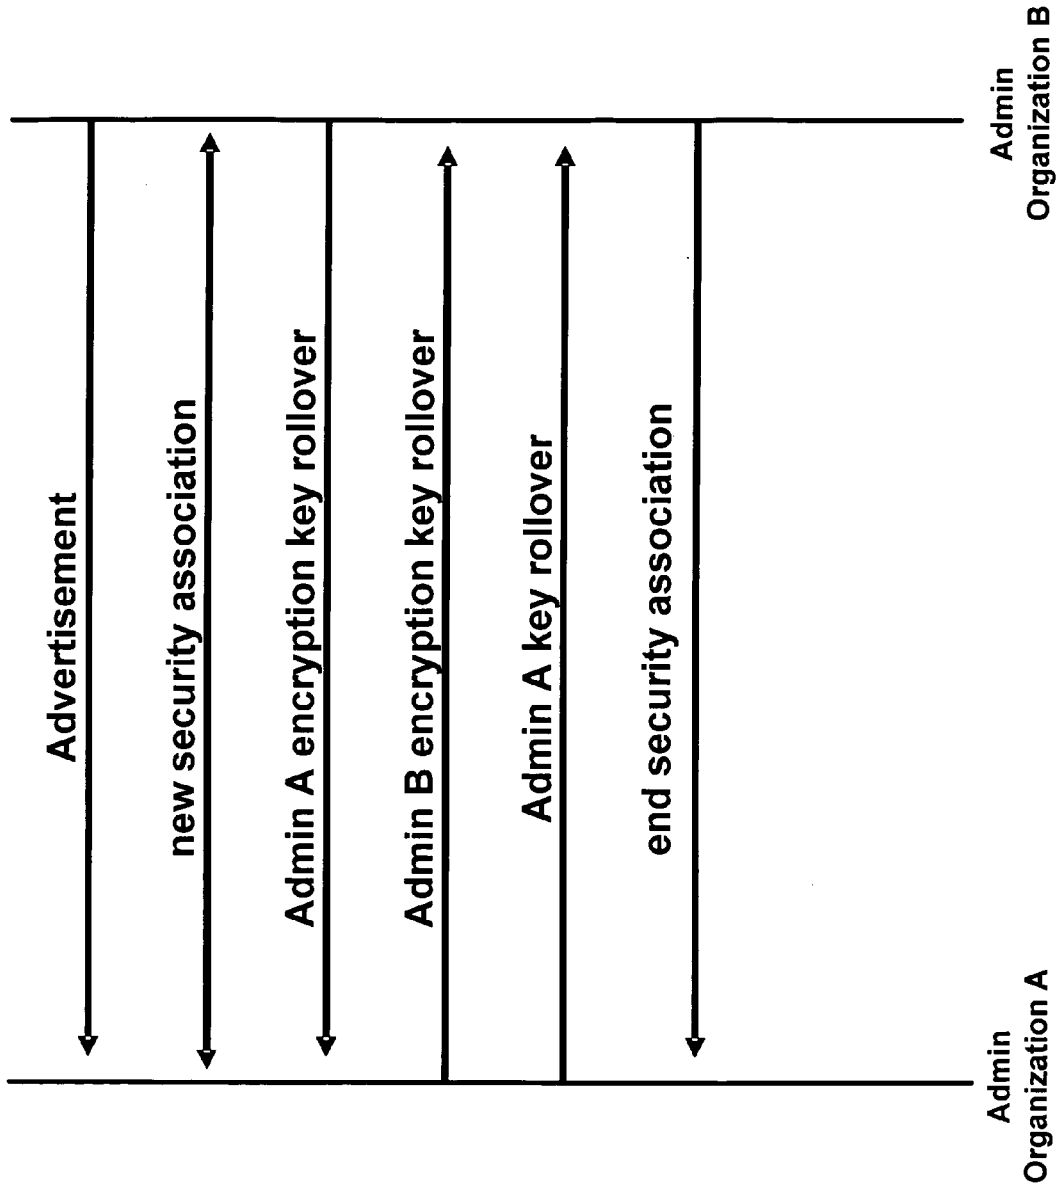 Advertisement
new security association
Admin A encryption key rollover
Admin B encryption key rollover
Admin A key rollover
end security association
Admin
Organization A
Admin
Organization B